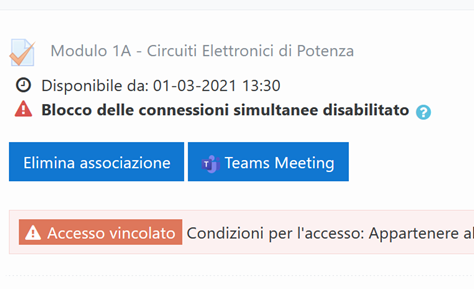 Modulo 1A - Circuiti Elettronici di Potenza
Disponibile da: 01-03-2021 13:30
Blocco delle connessioni simultanee disabilitato ?
Elimina associazione Teams Meeting
Accesso vincolato Condizioni per l'accesso: Appartenere